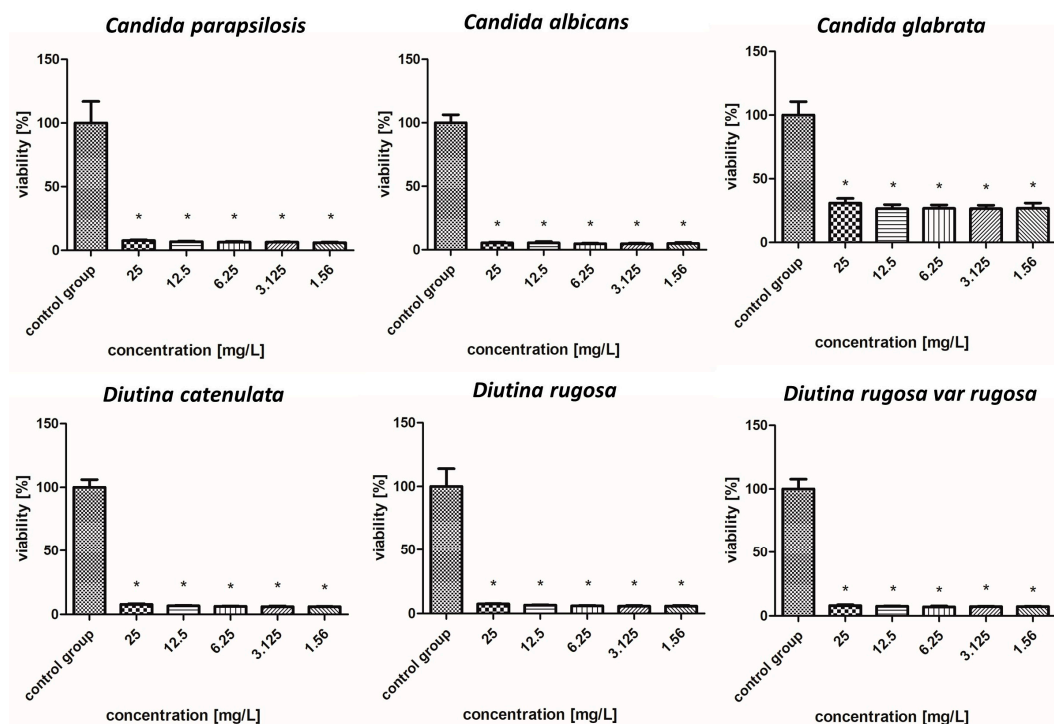 Candida parapsilosis
150
100
50
0
viability [%]
* * * * *
control group
25
12.5
6.25
3.125
1.56
concentration [mg/L]
Candida albicans
150
100
50
0
viability [%]
* * * * *
control group
25
12.5
6.25
3.125
1.56
concentration [mg/L]
Candida glabrata
150
100
50
0
viability [%]
* * * * *
control group
25
12.5
6.25
3.125
1.56
concentration [mg/L]
Diutina catenulata
150
100
50
0
viability [%]
* * * * *
control group
25
12.5
6.25
3.125
1.56
concentration [mg/L]
Diutina rugosa
150
100
50
0
viability [%]
* * * * *
control group
25
12.5
6.25
3.125
1.56
concentration [mg/L]
Diutina rugosa var rugosa
150
100
50
0
viability [%]
* * * * *
control group
25
12.5
6.25
3.125
1.56
concentration [mg/L]